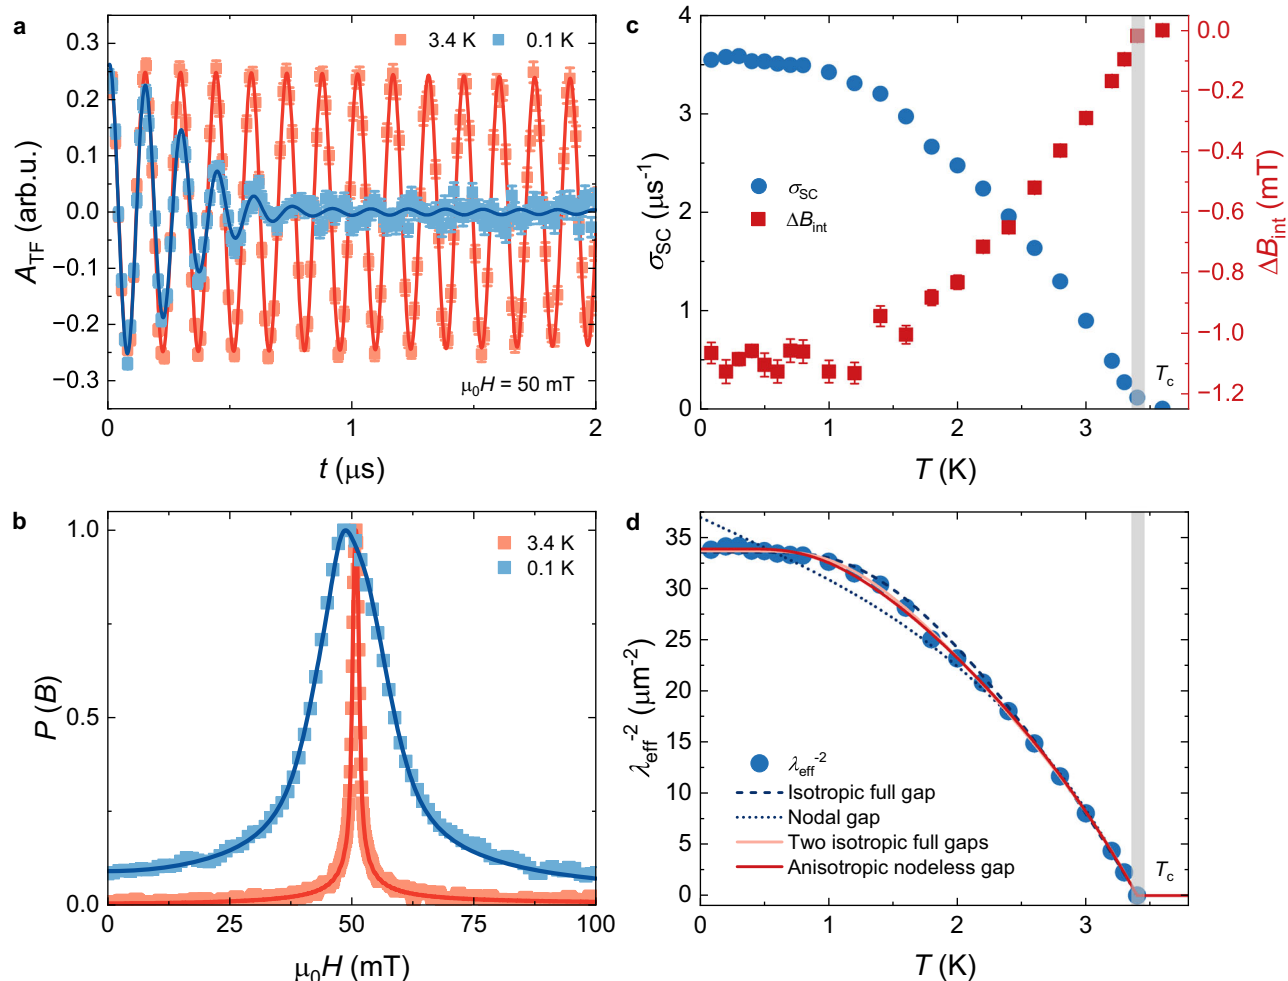 a
0.3
0.2
0.1
0.0
−0.1
−0.2
−0.3
A_TF (arb.u.)
3.4 K 0.1 K
μ₀H = 50 mT
0 1 2
t (μs)
b
1.0
0.5
0.0
P (B)
3.4 K
0.1 K
0 25 50 75 100
μ₀H (mT)
c
4
3
2
1
0
σ_SC (μs⁻¹)
σ_SC
ΔB_int
T_c
0.0
−0.2
−0.4
−0.6
−0.8
−1.0
−1.2
ΔB_int (mT)
0 1 2 3
T (K)
d
35
30
25
20
15
10
5
0
λ_eff⁻² (μm⁻²)
λ_eff⁻²
Isotropic full gap
Nodal gap
Two isotropic full gaps
Anisotropic nodeless gap
T_c
0 1 2 3
T (K)